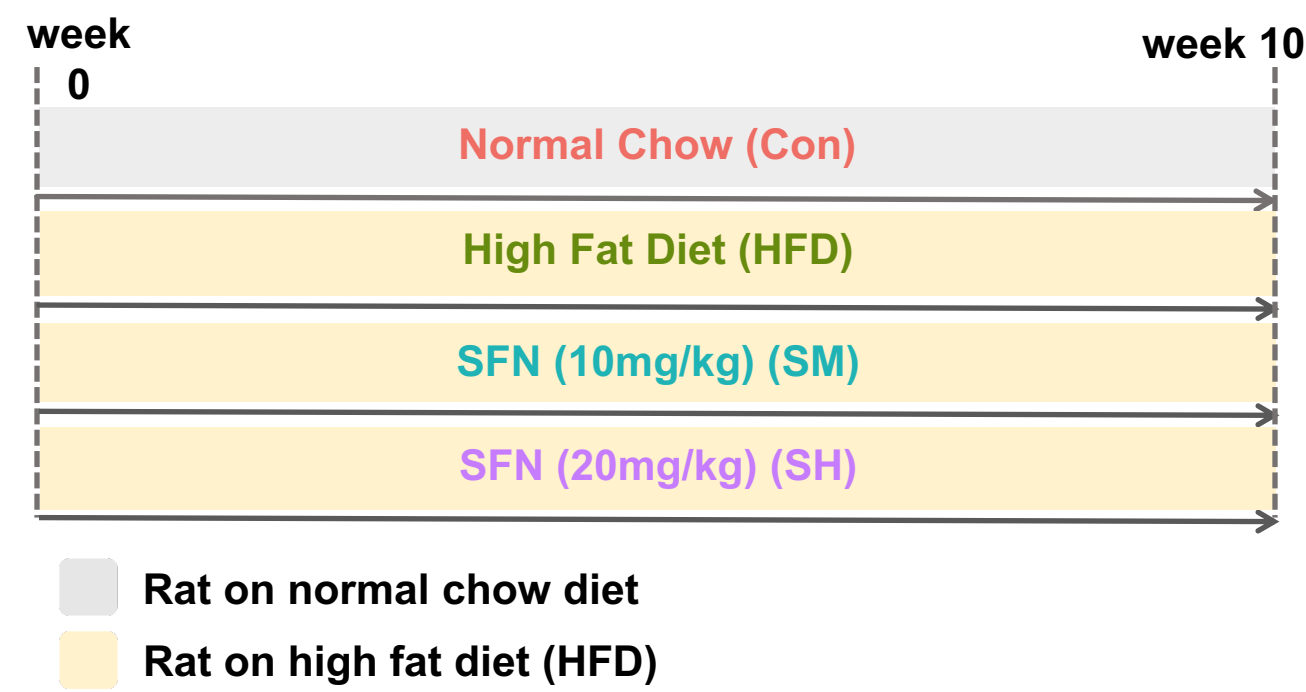 week
0
week 10
Normal Chow (Con)
High Fat Diet (HFD)
SFN (10mg/kg) (SM)
SFN (20mg/kg) (SH)
Rat on normal chow diet
Rat on high fat diet (HFD)